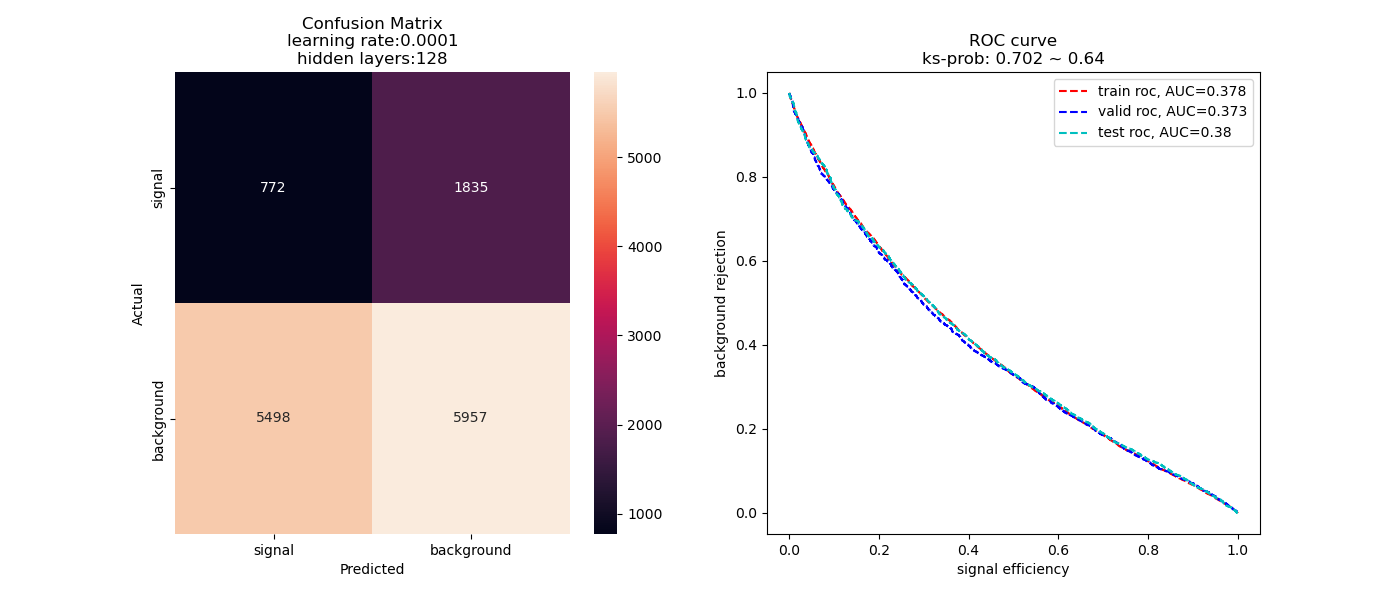 Confusion Matrix
learning rate:0.0001
hidden layers:128
signal
background
Actual
772
1835
5498
5957
signal
background
Predicted
5000
4000
3000
2000
1000
ROC curve
ks-prob: 0.702 ~ 0.64
train roc, AUC=0.378
valid roc, AUC=0.373
test roc, AUC=0.38
background rejection
1.0
0.8
0.6
0.4
0.2
0.0
0.0
0.2
0.4
0.6
0.8
1.0
signal efficiency